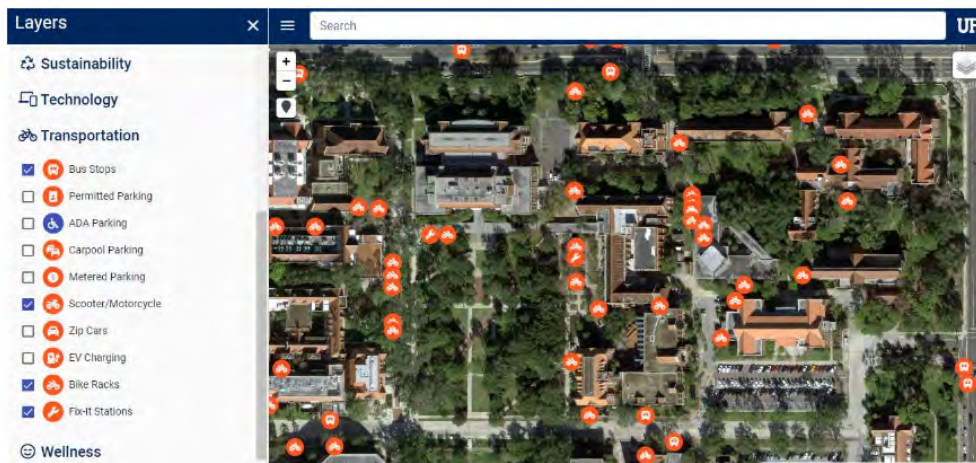 Layers
Search
UF
Sustainability
Technology
Transportation
Bus Stops
Permitted Parking
ADA Parking
Carpool Parking
Metered Parking
Scooter/Motorcycle
Zip Cars
EV Charging
Bike Racks
Fix-It Stations
Wellness